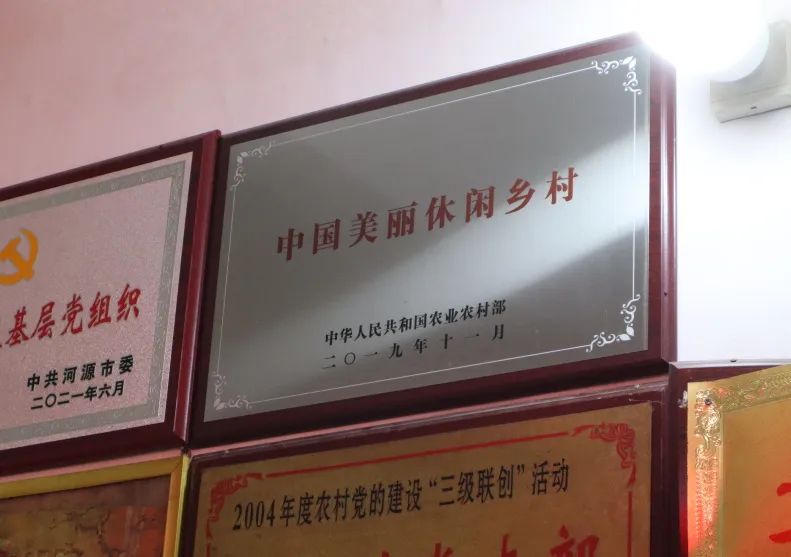 中国美丽休闲乡村
中华人民共和国农业农村部
二〇一九年十一月
基层党组织
中共河源市委
二〇二一年六月
2004年度农村党的建设“三级联创”活动